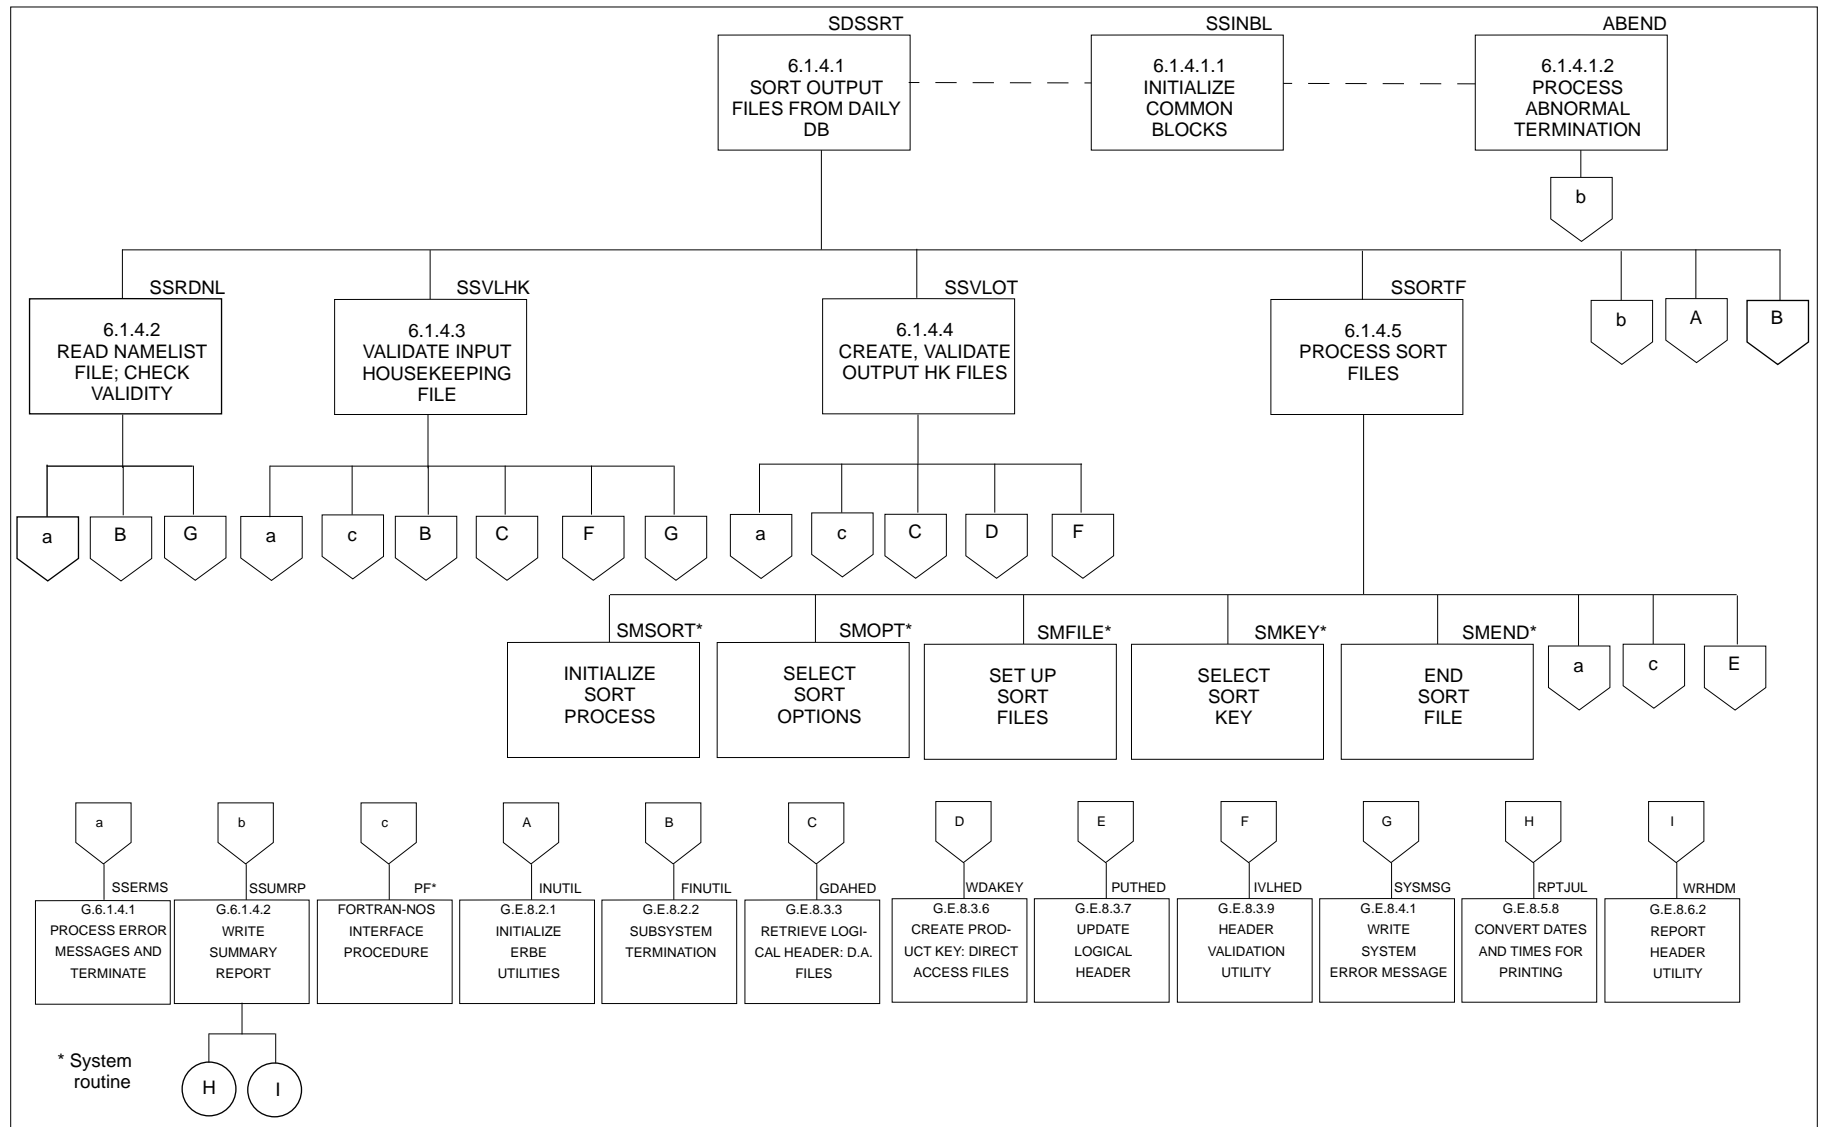 SDSSRT
6.1.4.1
SORT OUTPUT
FILES FROM DAILY
DB
SSINBL
6.1.4.1.1
INITIALIZE
COMMON
BLOCKS
ABEND
6.1.4.1.2
PROCESS
ABNORMAL
TERMINATION
b
SSRDNL
6.1.4.2
READ NAMELIST
FILE; CHECK
VALIDITY
SSVLHK
6.1.4.3
VALIDATE INPUT
HOUSEKEEPING
FILE
SSVLOT
6.1.4.4
CREATE, VALIDATE
OUTPUT HK FILES
SSORTF
6.1.4.5
PROCESS SORT
FILES
b
A
B
a
B
G
a
c
B
C
F
G
a
c
C
D
F
SMSORT*
INITIALIZE
SORT
PROCESS
SMOPT*
SELECT
SORT
OPTIONS
SMFILE*
SET UP
SORT
FILES
SMKEY*
SELECT
SORT
KEY
SMEND*
END
SORT
FILE
a
c
E
a
SSERMS
G.6.1.4.1
PROCESS ERROR
MESSAGES AND
TERMINATE
b
SSUMRP
G.6.1.4.2
WRITE
SUMMARY
REPORT
c
PF*
FORTRAN-NOS
INTERFACE
PROCEDURE
A
INUTIL
G.E.8.2.1
INITIALIZE
ERBE
UTILITIES
B
FINUTIL
G.E.8.2.2
SUBSYSTEM
TERMINATION
C
GDAHED
G.E.8.3.3
RETRIEVE LOGI-
CAL HEADER: D.A.
FILES
D
WDAKEY
G.E.8.3.6
CREATE PROD-
UCT KEY: DIRECT
ACCESS FILES
E
PUTHED
G.E.8.3.7
UPDATE
LOGICAL
HEADER
F
IVLHED
G.E.8.3.9
HEADER
VALIDATION
UTILITY
G
SYSMSG
G.E.8.4.1
WRITE
SYSTEM
ERROR MESSAGE
H
RPTJUL
G.E.8.5.8
CONVERT DATES
AND TIMES FOR
PRINTING
I
WRHDM
G.E.8.6.2
REPORT
HEADER
UTILITY
H
I
* System
routine